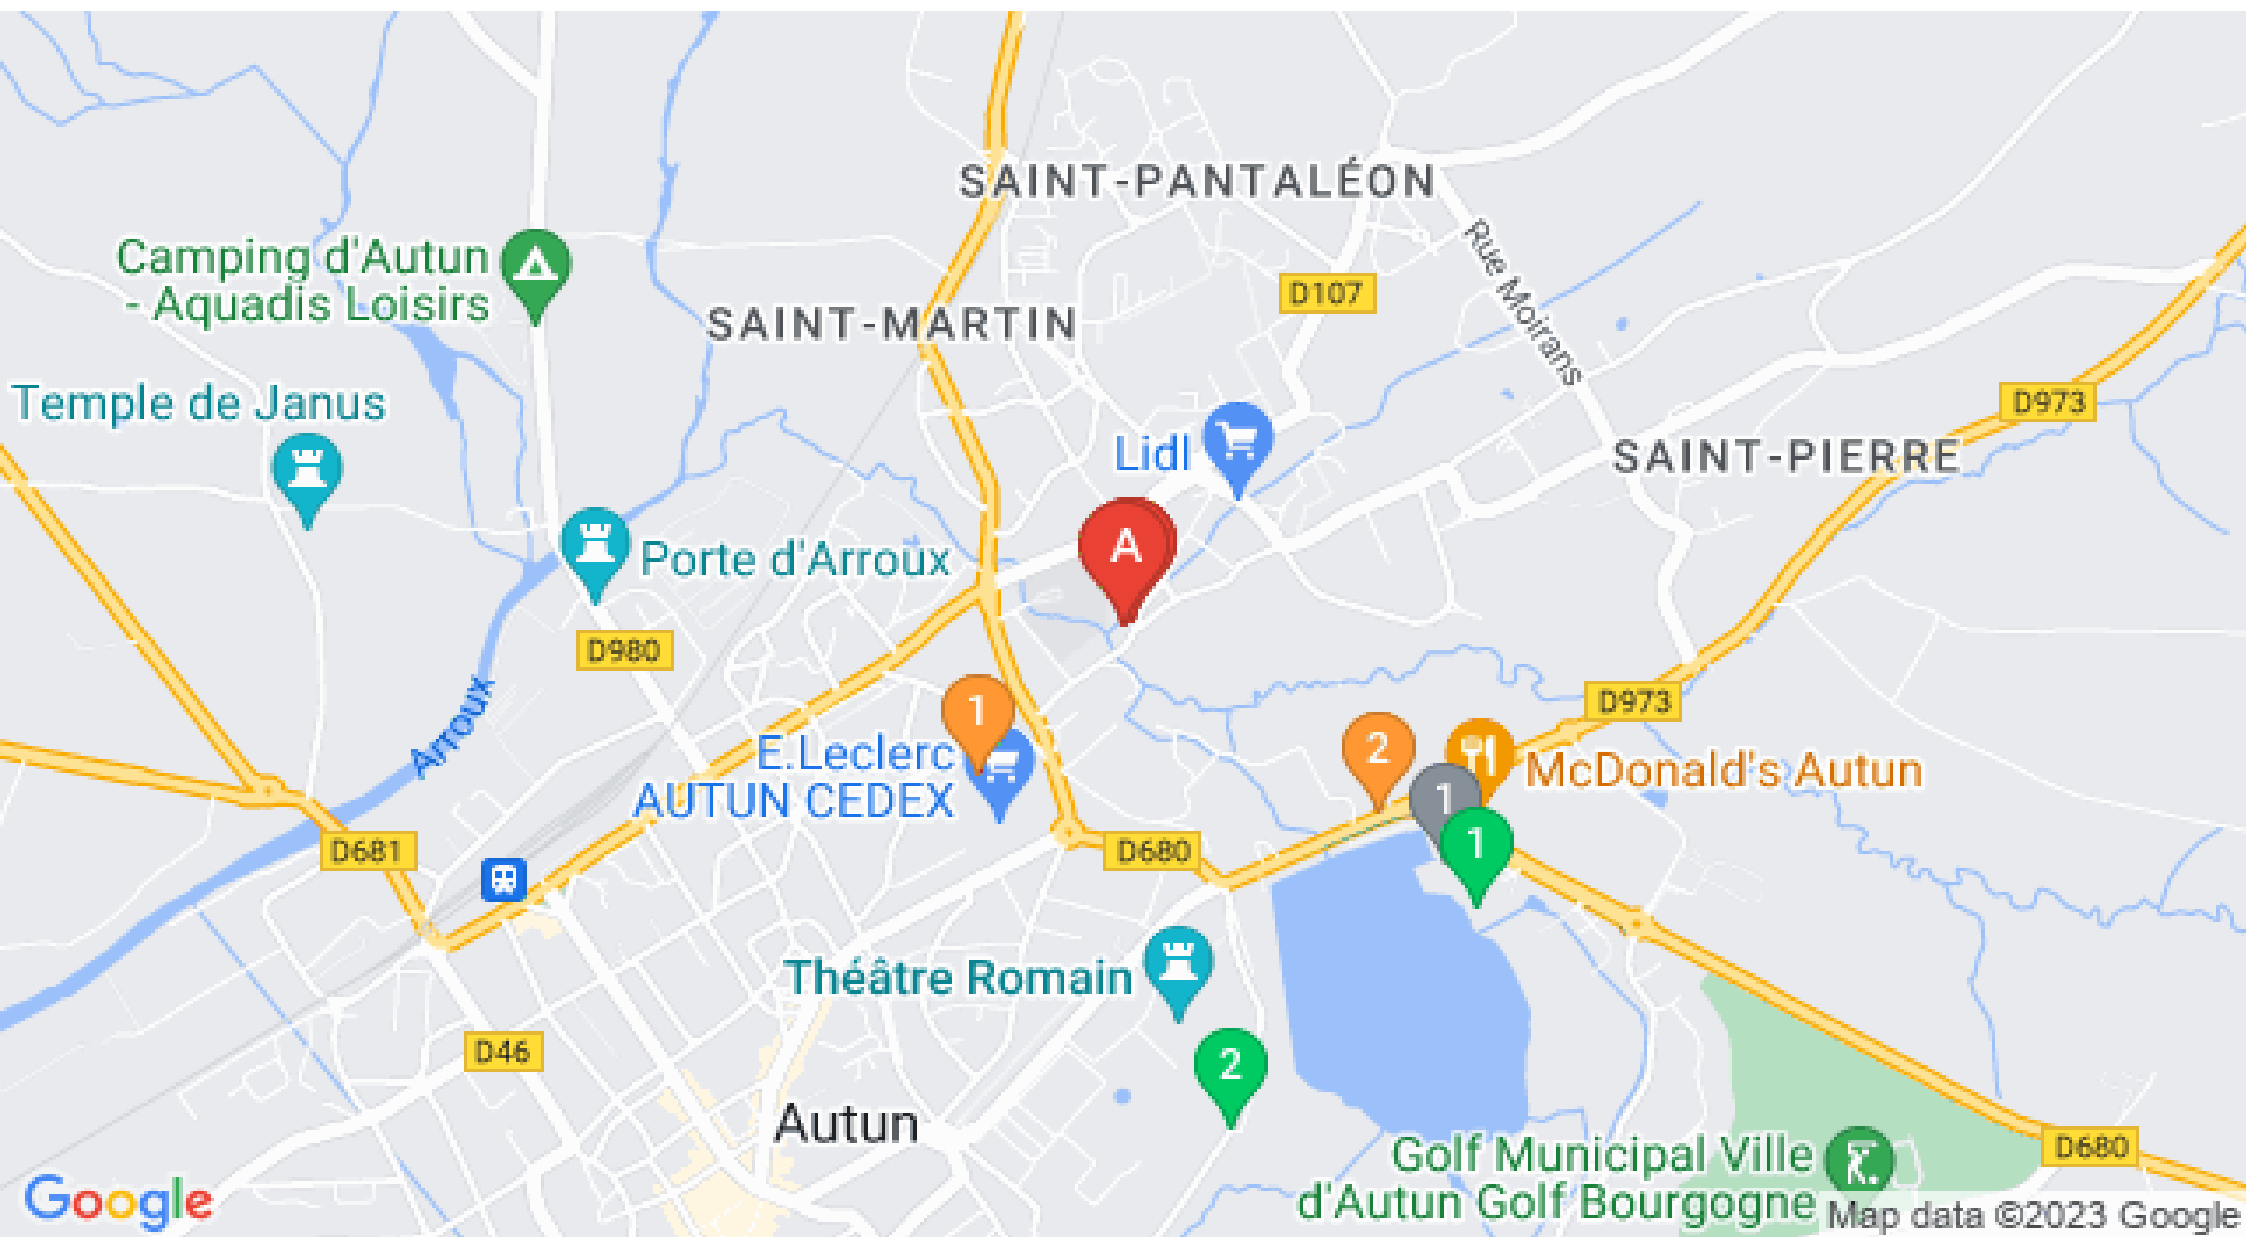 SAINT-PANTALÉON
Camping d'Autun
- Aquadis Loisirs
Rue Moirans
D107
SAINT-MARTIN
Temple de Janus
D973
Lidl
SAINT-PIERRE
A
Porte d'Arroux
D980
Arroux
D973
1
2
E.Leclerc
AUTUN CEDEX
McDonald's Autun
1
1
D681
D680
Théâtre Romain
D46
2
Autun
Golf Municipal Ville
d'Autun Golf Bourgogne
D680
Google
Map data ©2023 Google